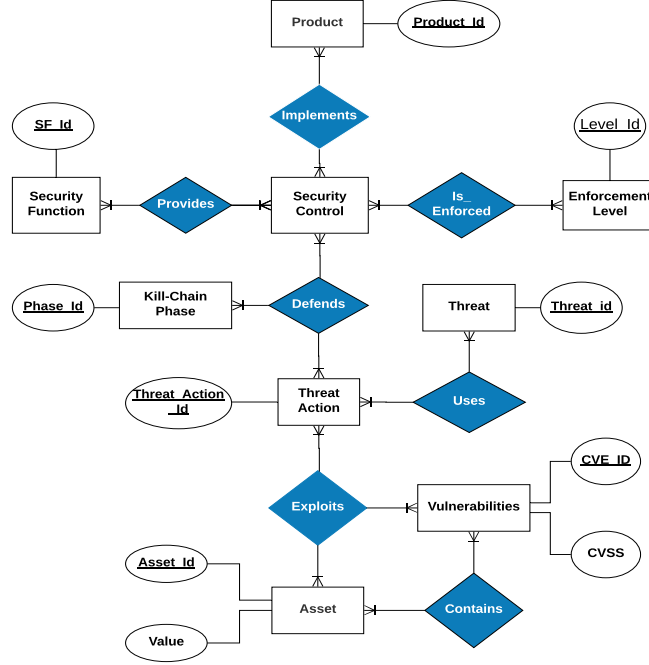 Product
Product_Id
Implements
SF_Id
Level_Id
Security
Function
Provides
Security
Control
Is_
Enforced
Enforcement
Level
Phase_Id
Kill-Chain
Phase
Defends
Threat
Threat_id
Threat_Action
_Id
Threat
Action
Uses
Exploits
Vulnerabilities
CVE_ID
CVSS
Asset_Id
Asset
Value
Contains